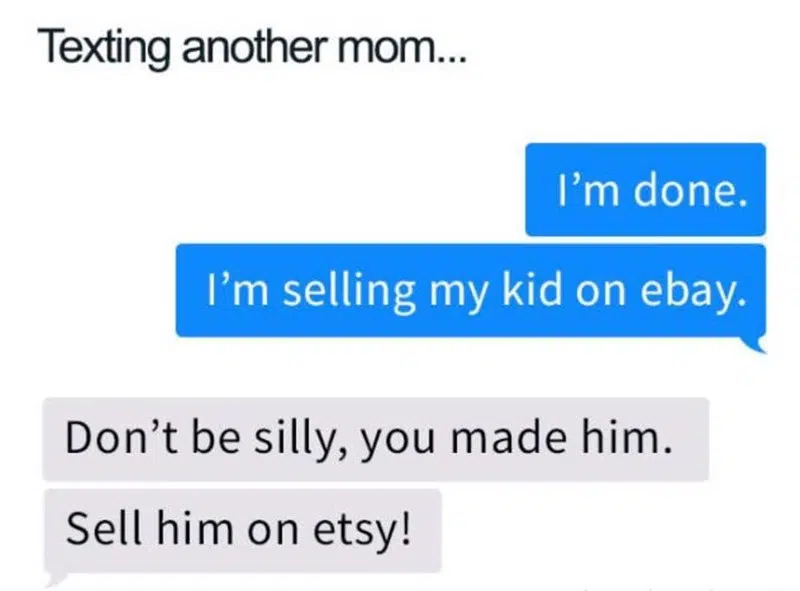 Texting another mom...
I'm done.
I'm selling my kid on ebay.
Don't be silly, you made him.
Sell him on etsy!